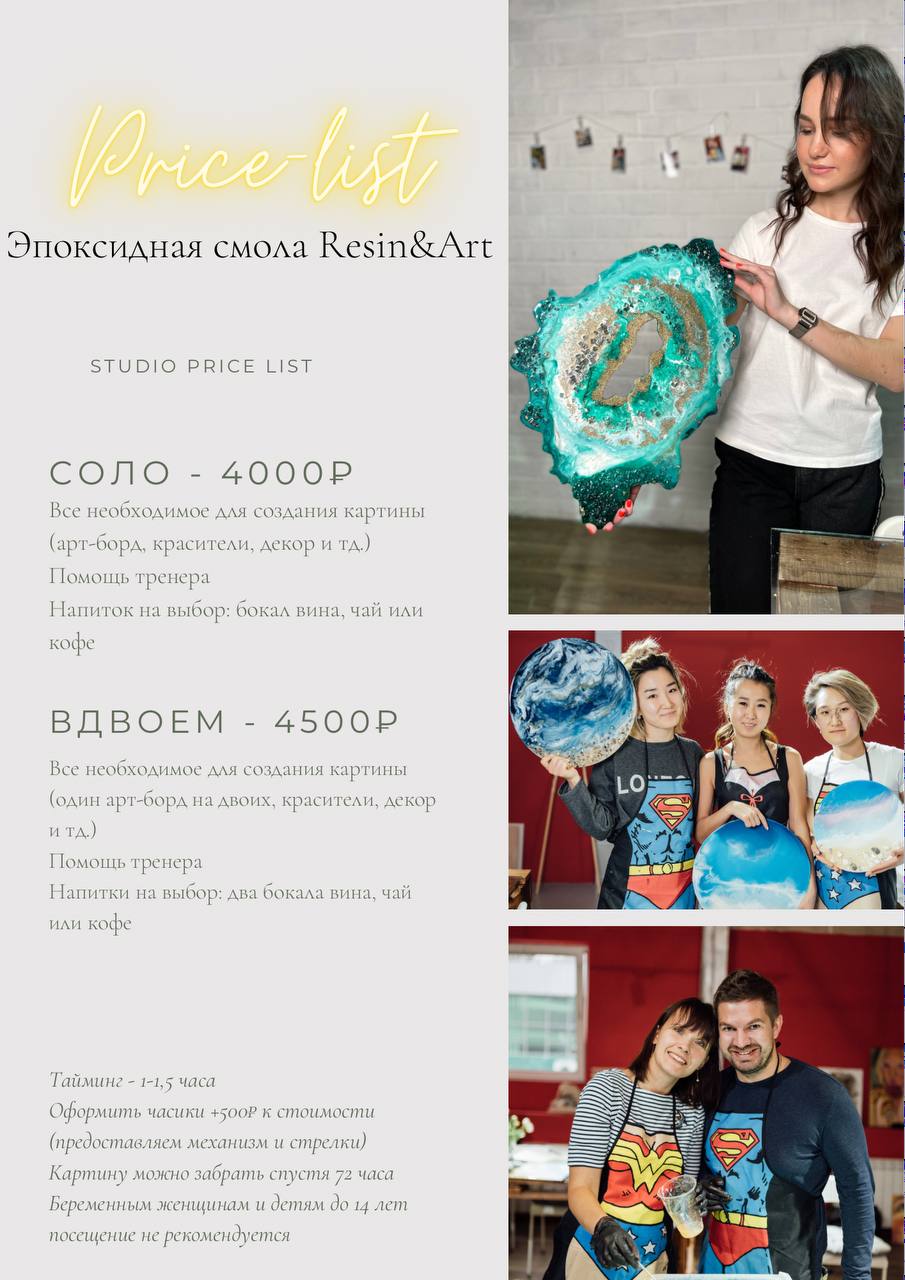 Price-list
Эпоксидная смола Resin&Art
STUDIO PRICE LIST
СОЛО - 4000₽
Все необходимое для создания картины
(арт-борд, красители, декор и тд.)
Помощь тренера
Напиток на выбор: бокал вина, чай или
кофе
ВДВОЕМ - 4500₽
Все необходимое для создания картины
(один арт-борд на двоих, красители, декор
и тд.)
Помощь тренера
Напитки на выбор: два бокала вина, чай
или кофе
Тайминг - 1-1,5 часа
Оформить часики +500₽ к стоимости
(предоставляем механизм и стрелки)
Картину можно забрать спустя 72 часа
Беременным женщинам и детям до 14 лет
посещение не рекомендуется